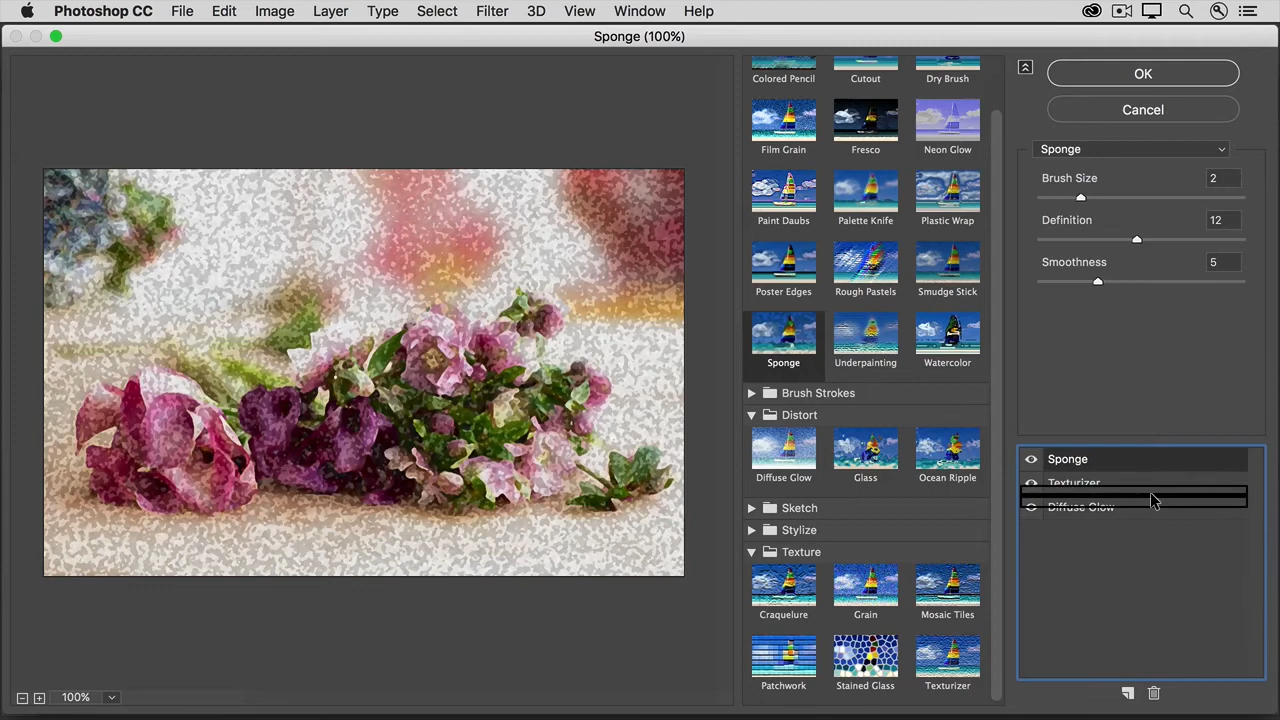 Photoshop CC File Edit Image Layer Type Select Filter 3D View Window Help
Sponge (100%)
Colored Pencil Cutout Dry Brush
Film Grain Fresco Neon Glow
Paint Daubs Palette Knife Plastic Wrap
Poster Edges Rough Pastels Smudge Stick
Sponge Underpainting Watercolor
Brush Strokes
Distort
Diffuse Glow Glass Ocean Ripple
Sketch
Stylize
Texture
Craquelure Grain Mosaic Tiles
Patchwork Stained Glass Texturizer
OK
Cancel
Sponge
Brush Size 2
Definition 12
Smoothness 5
Sponge
Texturizer
Diffuse Glow
100%